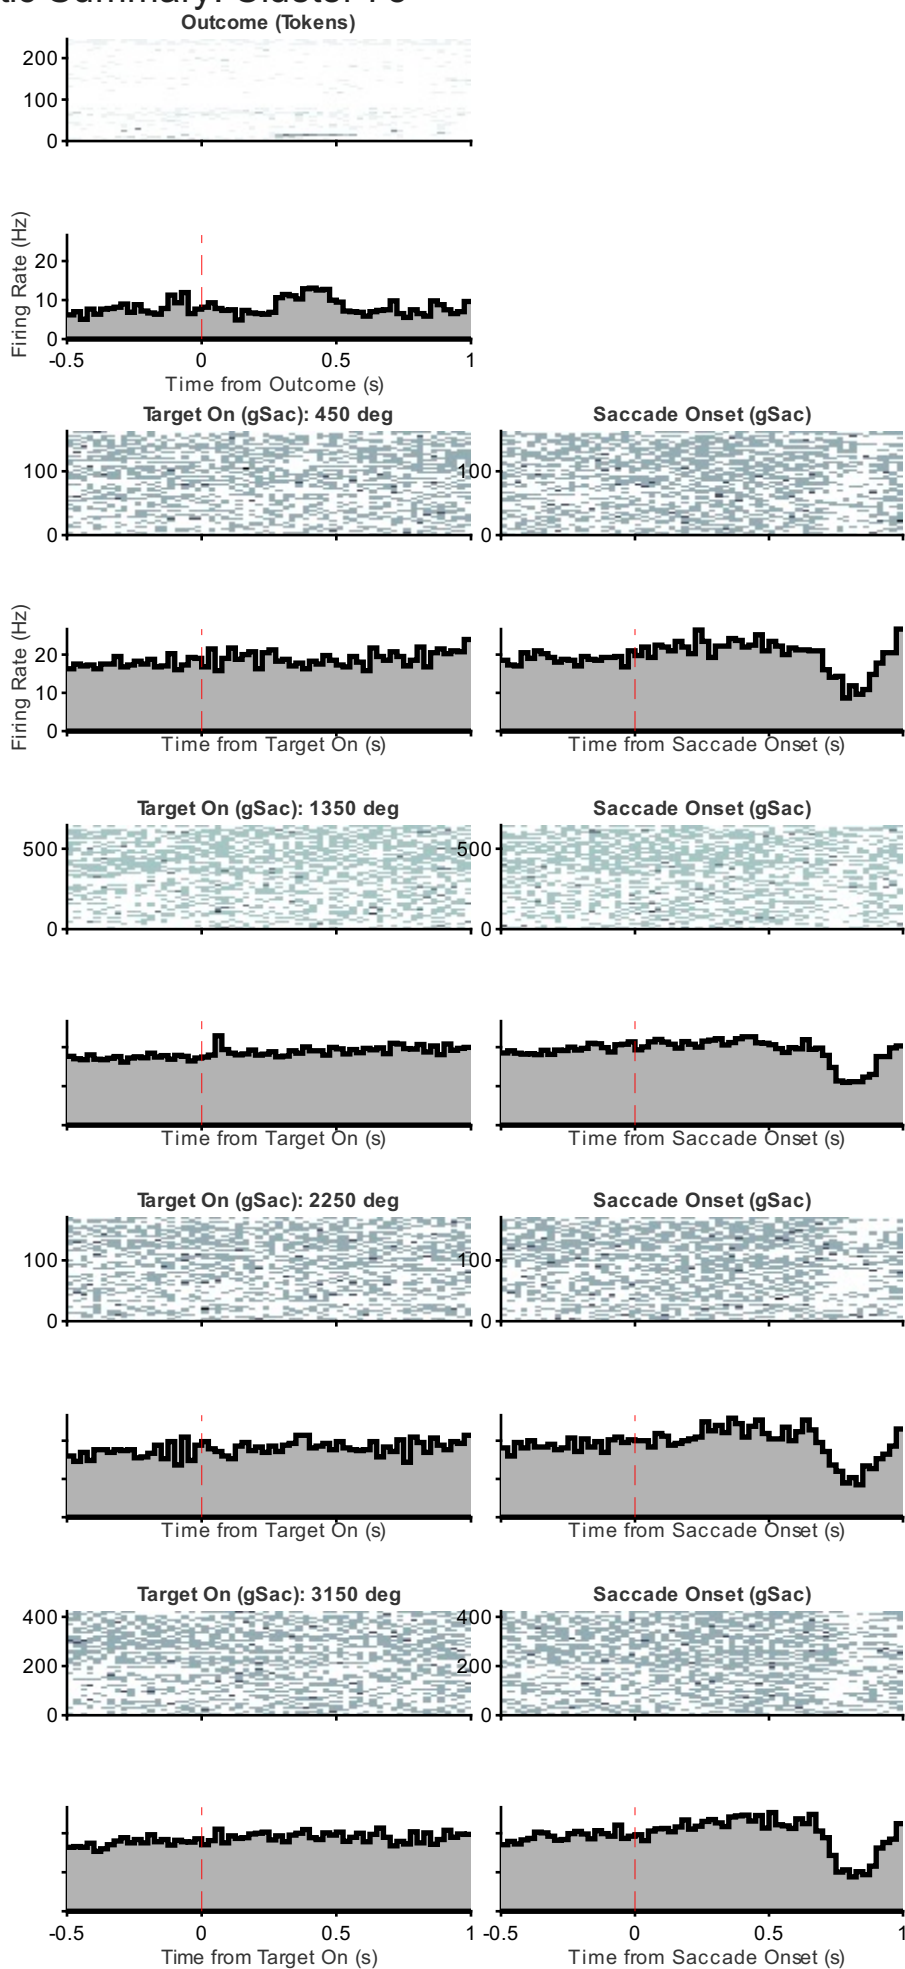 Summary: Cluster
Outcome (Tokens)
200
100
0
Firing Rate (Hz)
20
10
0
-0.5 0 0.5 1
Time from Outcome (s)
Target On (gSac): 450 deg Saccade Onset (gSac)
100 100
0 0
Firing Rate (Hz)
20
10
0
Time from Target On (s) Time from Saccade Onset (s)
Target On (gSac): 1350 deg Saccade Onset (gSac)
500 500
0 0
Time from Target On (s) Time from Saccade Onset (s)
Target On (gSac): 2250 deg Saccade Onset (gSac)
100 100
0 0
Time from Target On (s) Time from Saccade Onset (s)
Target On (gSac): 3150 deg Saccade Onset (gSac)
400 400
200 200
0 0
-0.5 0 0.5 1 -0.5 0 0.5 1
Time from Target On (s) Time from Saccade Onset (s)